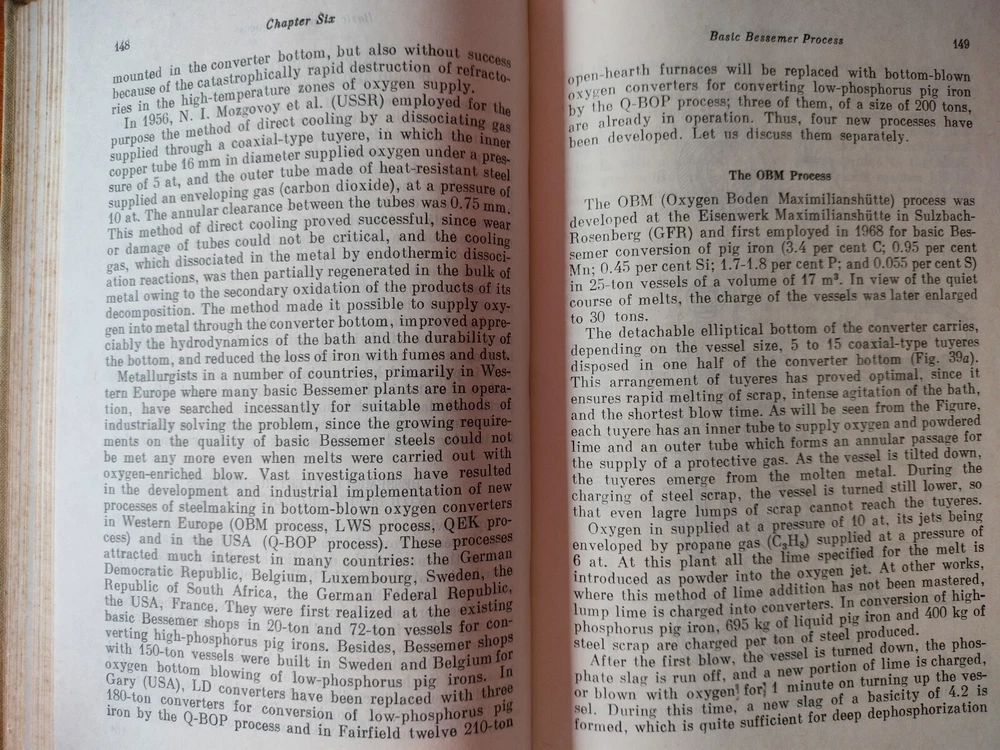 Chapter Six
148
mounted in the converter bottom, but also without success
because of the catastrophically rapid destruction of refracto-
ries in the high-temperature zones of oxygen supply.
In 1956, N. I. Mozgovoy et al. (USSR) employed for the
purpose the method of direct cooling by a dissociating gas
supplied through a coaxial-type tuyere, in which the inner
copper tube 16 mm in diameter supplied oxygen under a pres-
sure of 5 at, and the outer tube made of heat-resistant steel
supplied an enveloping gas (carbon dioxide), at a pressure of
10 at. The annular clearance between the tubes was 0.75 mm.
This method of direct cooling proved successful, since wear
or damage of tubes could not be critical, and the cooling
gas, which dissociated in the metal by endothermic dissoci-
ation reactions, was then partially regenerated in the bulk of
metal owing to the secondary oxidation of the products of its
decomposition. The method made it possible to supply oxy-
gen into metal through the converter bottom, improved appre-
ciably the hydrodynamics of the bath and the durability of
the bottom, and reduced the loss of iron with fumes and dust.
Metallurgists in a number of countries, primarily in Wes-
tern Europe where many basic Bessemer plants are in opera-
tion, have searched incessantly for suitable methods of
industrially solving the problem, since the growing require-
ments on the quality of basic Bessemer steels could not
be met any more even when melts were carried out with
oxygen-enriched blow. Vast investigations have resulted
in the development and industrial implementation of new
processes of steelmaking in bottom-blown oxygen converters
in Western Europe (OBM process, LWS process, QEK pro-
cess) and in the USA (Q-BOP process). These processes
attracted much interest in many countries: the German
Democratic Republic, Belgium, Luxembourg, Sweden, the
Republic of South Africa, the German Federal Republic,
the USA, France. They were first realized at the existing
basic Bessemer shops in 20-ton and 72-ton vessels for con-
verting high-phosphorus pig irons. Besides, Bessemer shops
with 150-ton vessels were built in Sweden and Belgium for
oxygen bottom blowing of low-phosphorus pig irons. In
Gary (USA), LD converters have been replaced with three
180-ton converters for conversion of low-phosphorus pig
iron by the Q-BOP process and in Fairfield twelve 210-ton
Basic Bessemer Process
149
open-hearth furnaces will be replaced with bottom-blown
oxygen converters for converting low-phosphorus pig iron
by the Q-BOP process; three of them, of a size of 200 tons,
are already in operation. Thus, four new processes have
been developed. Let us discuss them separately.
The OBM Process
The OBM (Oxygen Boden Maximilianshütte) process was
developed at the Eisenwerk Maximilianshütte in Sulzbach-
Rosenberg (GFR) and first employed in 1968 for basic Bes-
semer conversion of pig iron (3.4 per cent C; 0.95 per cent
Mn; 0.45 per cent Si; 1.7-1.8 per cent P; and 0.055 per cent S)
in 25-ton vessels of a volume of 17 m³. In view of the quiet
course of melts, the charge of the vessels was later enlarged
to 30 tons.
The detachable elliptical bottom of the converter carries,
depending on the vessel size, 5 to 15 coaxial-type tuyeres
disposed in one half of the converter bottom (Fig. 39a).
This arrangement of tuyeres has proved optimal, since it
ensures rapid melting of scrap, intense agitation of the bath,
and the shortest blow time. As will be seen from the Figure,
each tuyere has an inner tube to supply oxygen and powdered
lime and an outer tube which forms an annular passage for
the supply of a protective gas. As the vessel is tilted down,
the tuyeres emerge from the molten metal. During the
charging of steel scrap, the vessel is turned still lower, so
that even lagre lumps of scrap cannot reach the tuyeres.
Oxygen in supplied at a pressure of 10 at, its jets being
enveloped by propane gas (C₃H₈) supplied at a pressure of
6 at. At this plant all the lime specified for the melt is
introduced as powder into the oxygen jet. At other works,
where this method of lime addition has not been mastered,
lump lime is charged into converters. In conversion of high-
phosphorus pig iron, 695 kg of liquid pig iron and 400 kg of
steel scrap are charged per ton of steel produced.
After the first blow, the vessel is turned down, the phos-
phate slag is run off, and a new portion of lime is charged,
or blown with oxygen for 1 minute on turning up the ves-
sel. During this time, a new slag of a basicity of 4.2 is
formed, which is quite sufficient for deep dephosphorization